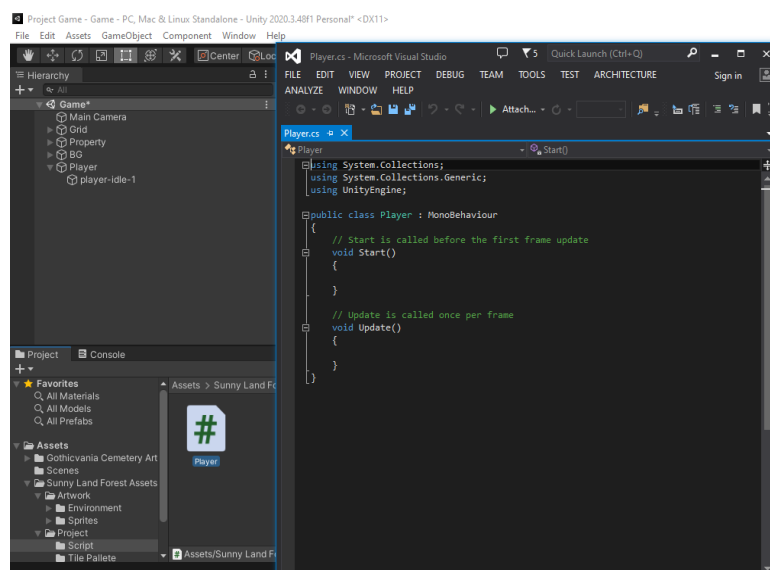 Project Game - Game - PC, Mac & Linux Standalone - Unity 2020.3.48f1 Personal* <DX11>
File Edit Assets GameObject Component Window Help
Center
Hierarchy
All
Game*
Main Camera
Grid
Property
BG
Player
player-idle-1
Project Console
Favorites
All Materials
All Models
All Prefabs
Assets
Gothicvania Cemetery Art
Scenes
Sunny Land Forest Assets
Artwork
Environment
Sprites
Project
Script
Tile Pallete
Assets > Sunny Land Fo
#
Player
# Assets/Sunny Land F
Player.cs - Microsoft Visual Studio
5
Quick Launch (Ctrl+Q)
FILE EDIT VIEW PROJECT DEBUG TEAM TOOLS TEST ARCHITECTURE
Sign in
ANALYZE WINDOW HELP
Attach...
Player.cs
Player
Start()
using System.Collections;
using System.Collections.Generic;
using UnityEngine;
public class Player : MonoBehaviour
{
// Start is called before the first frame update
void Start()
{
}
// Update is called once per frame
void Update()
{
}
}